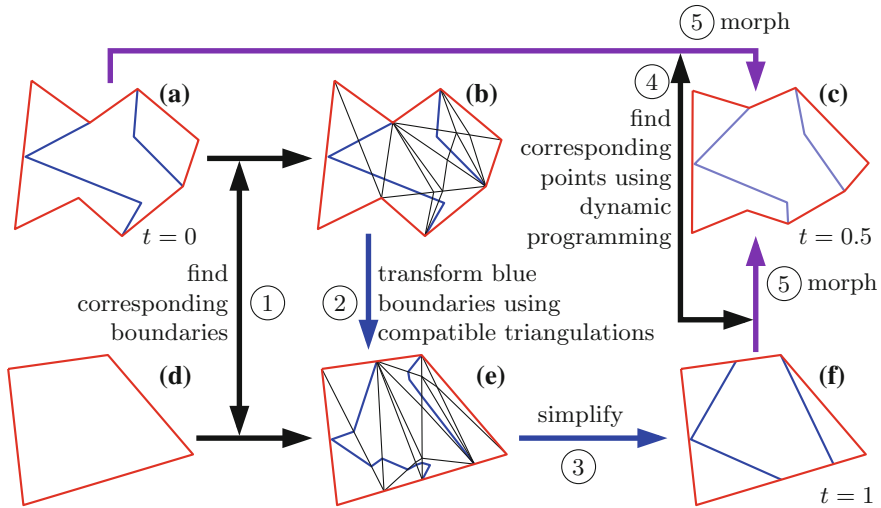 5 morph
(a)
(b)
4
(c)
find
corresponding
points using
dynamic
programming
t = 0
t = 0.5
find
corresponding
boundaries
1
2
transform blue
boundaries using
compatible triangulations
5 morph
(d)
(e)
(f)
simplify
3
t = 1